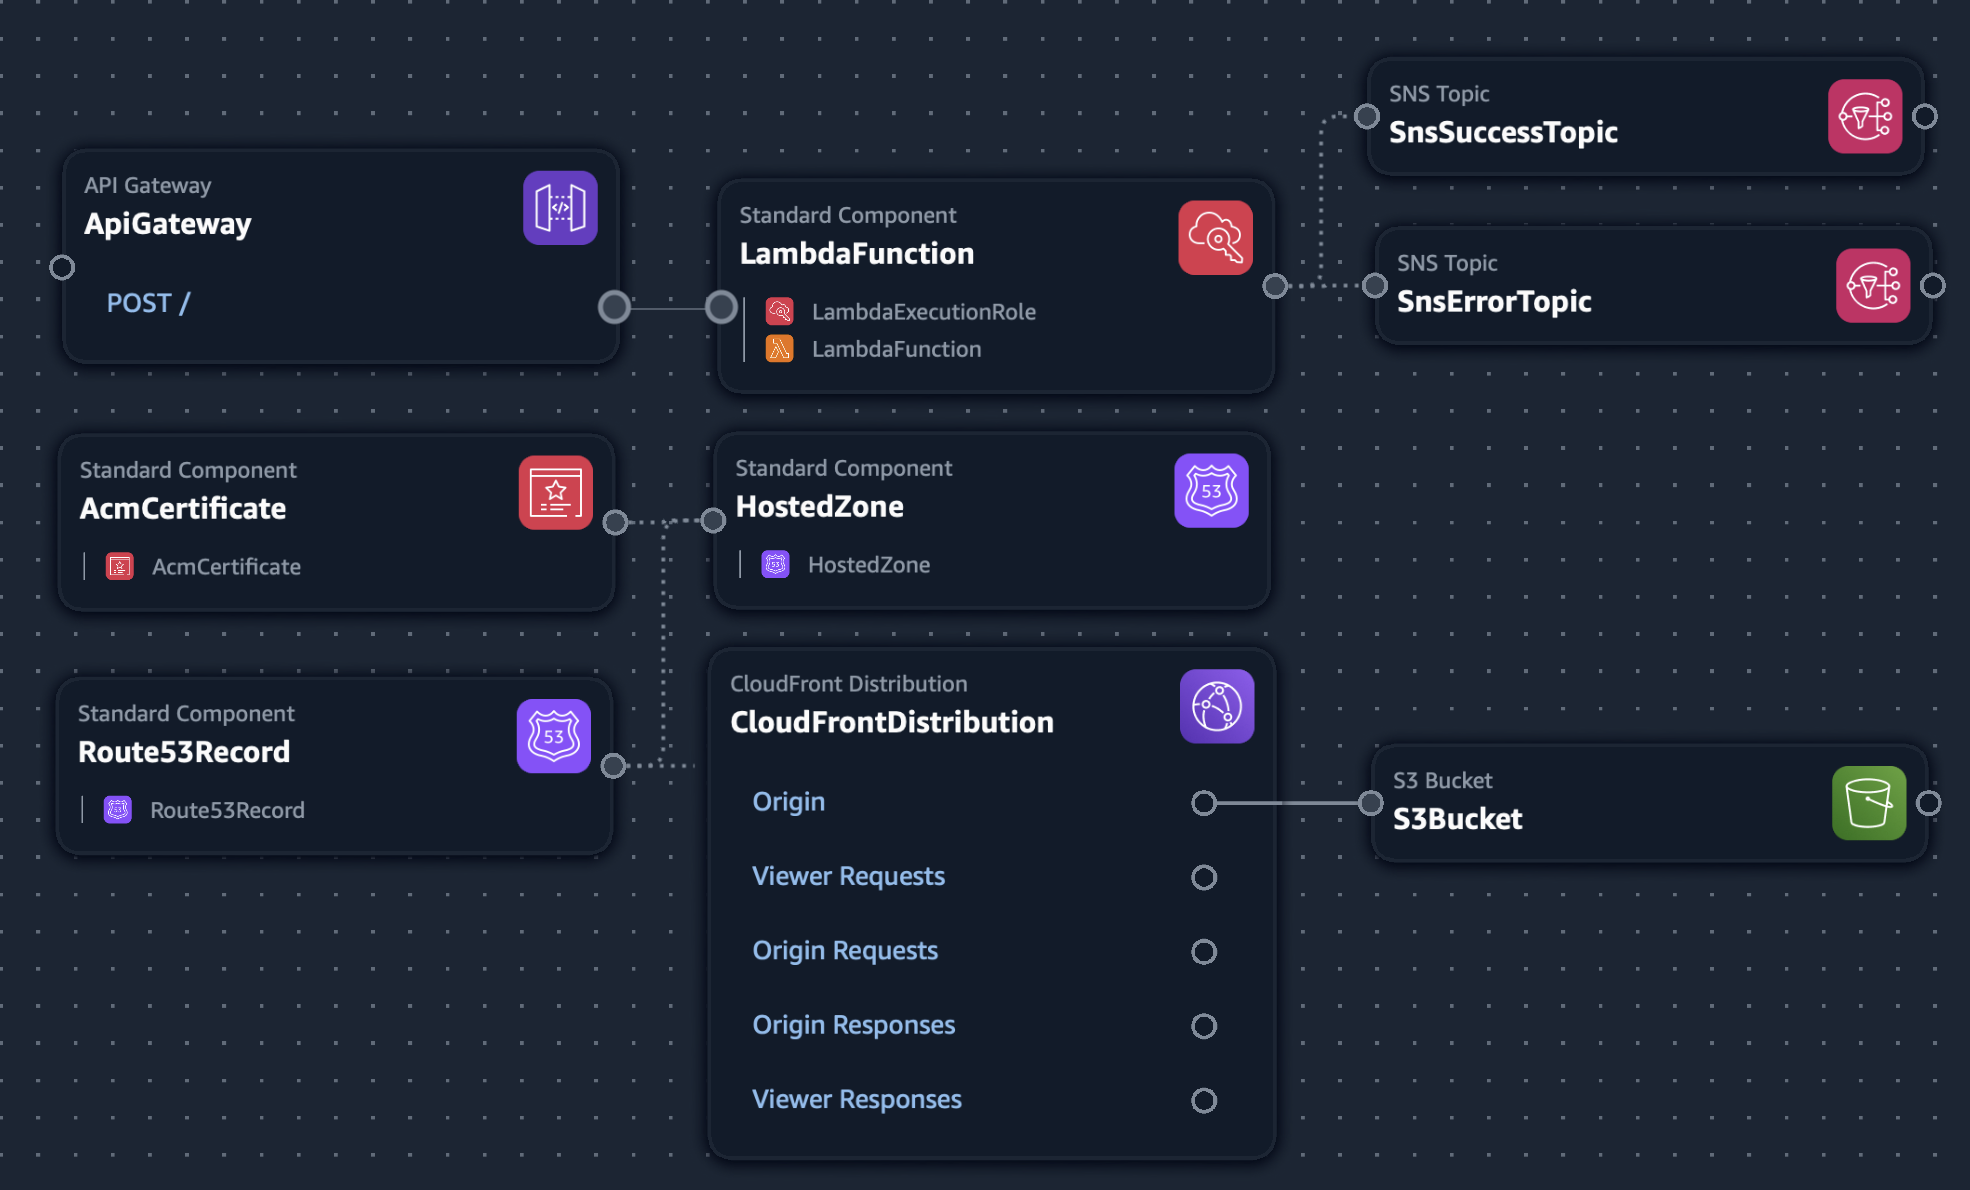 API Gateway
ApiGateway
POST /
Standard Component
LambdaFunction
LambdaExecutionRole
LambdaFunction
SNS Topic
SnsSuccessTopic
SNS Topic
SnsErrorTopic
Standard Component
AcmCertificate
AcmCertificate
Standard Component
HostedZone
HostedZone
53
53
Standard Component
Route53Record
Route53Record
53
53
CloudFront Distribution
CloudFrontDistribution
Origin
Viewer Requests
Origin Requests
Origin Responses
Viewer Responses
S3 Bucket
S3Bucket